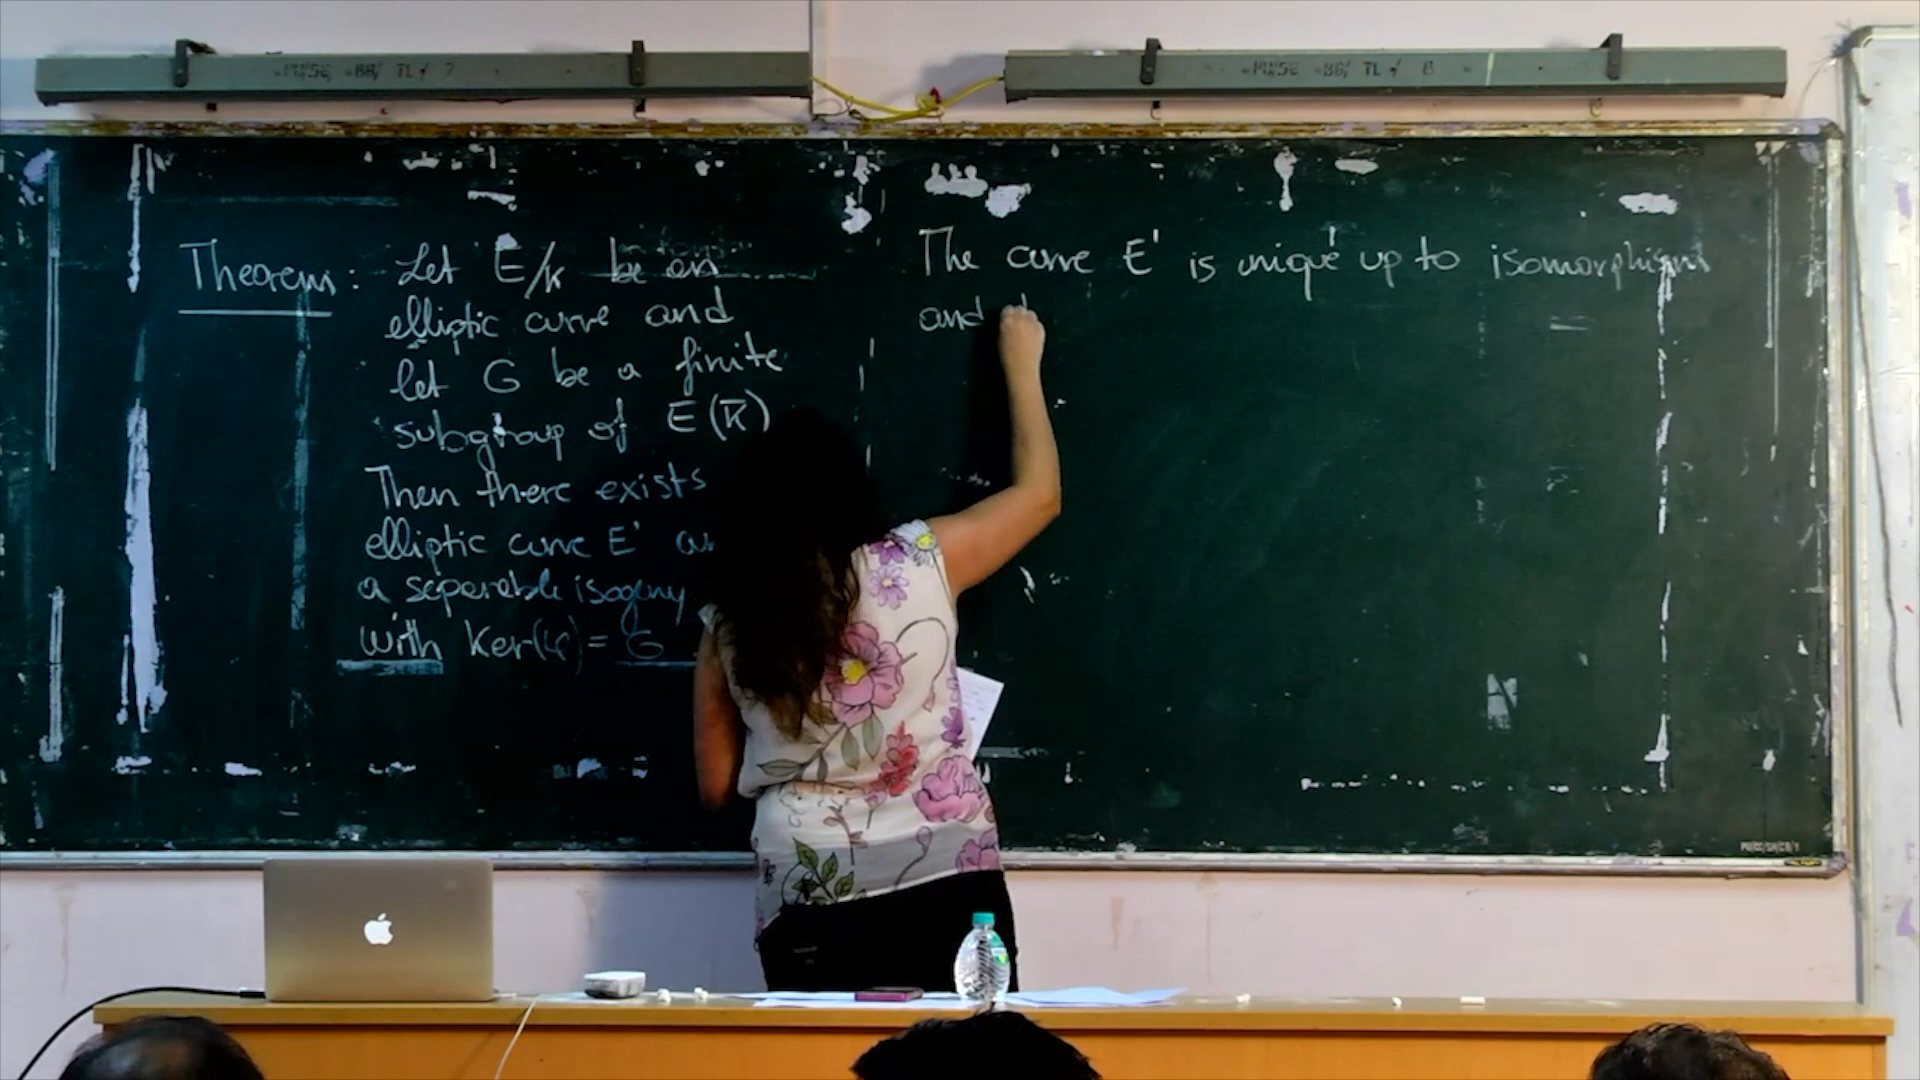 Theorem: Let E/k be an
elliptic curve and
let G be a finite
subgroup of E(k̅)
Then there exists
elliptic curve E'
a separable isogeny
with Ker(φ) = G
The curve E' is unique up to isomorphism
and